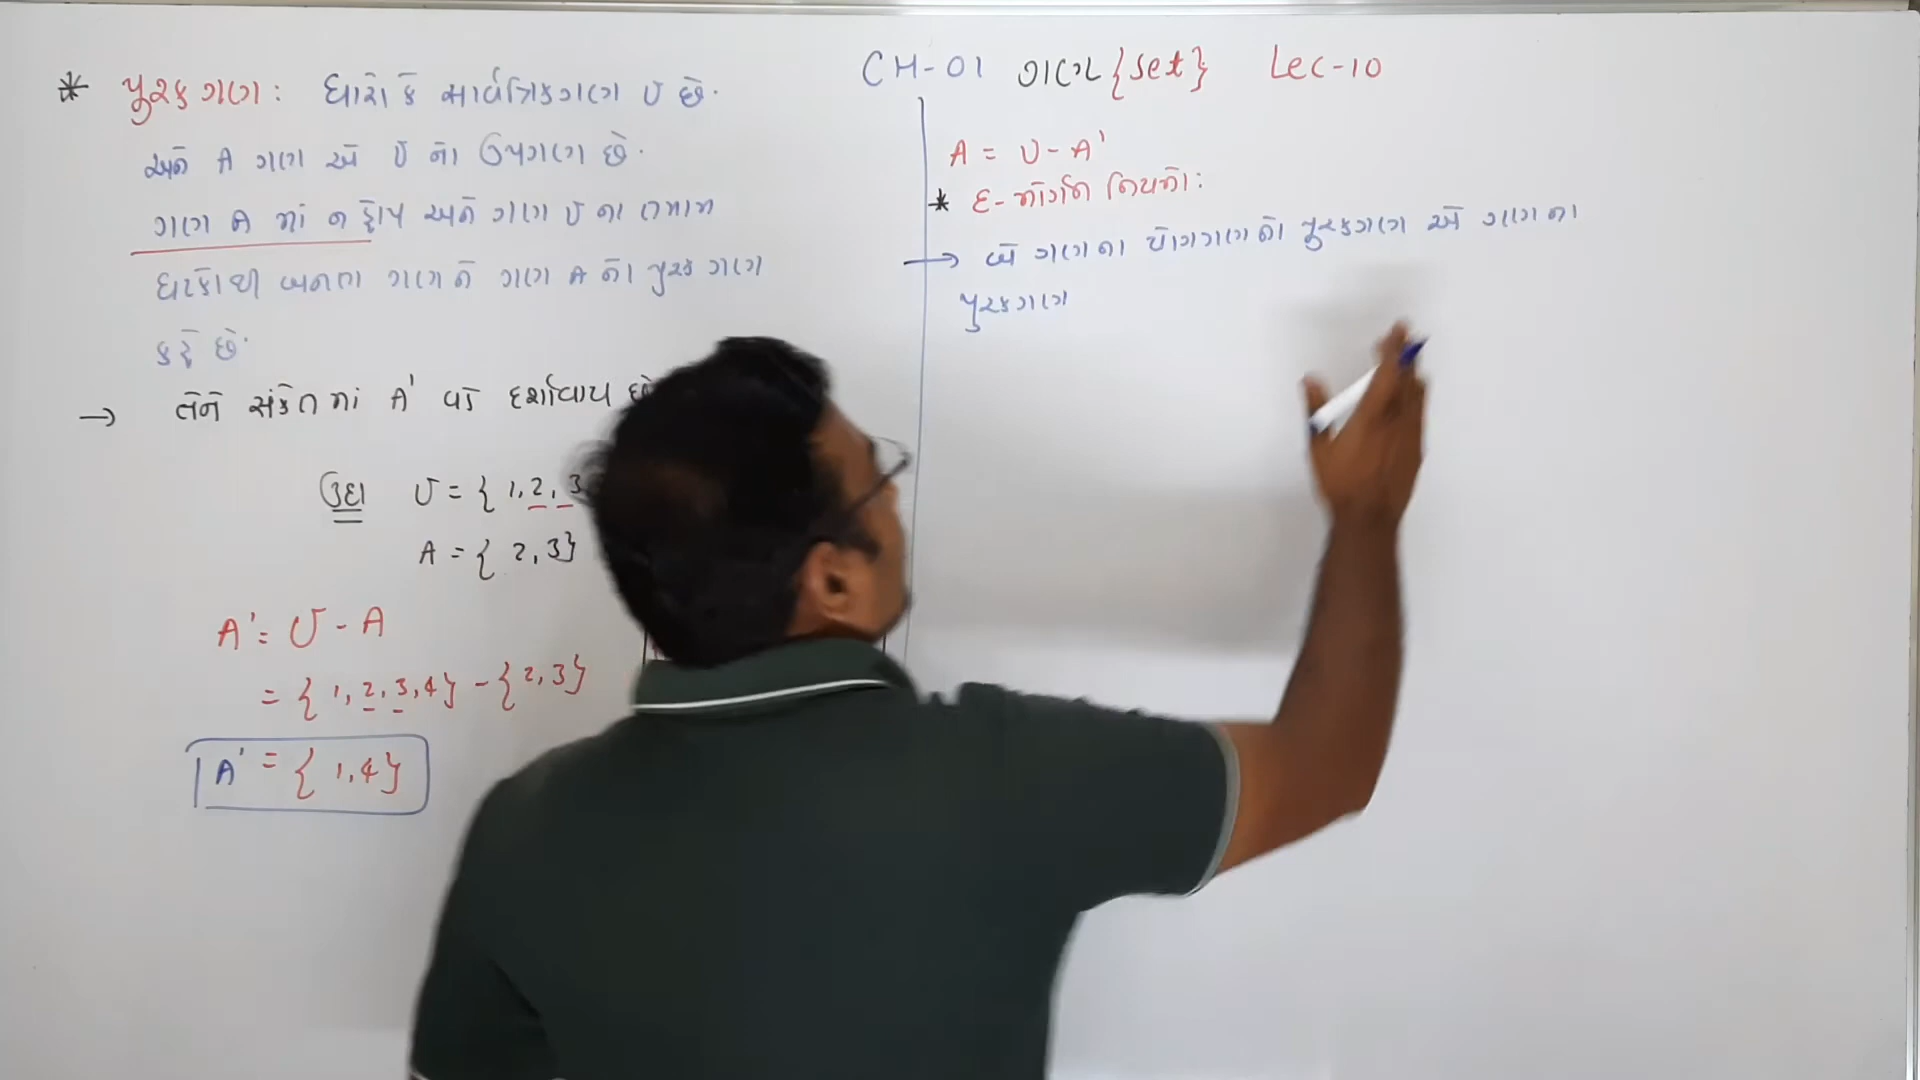 CH-01 ગણ {Set} Lec-10
* પુરક ગણ : ધારો કે સાર્વત્રિકગણ U છે.
અને A ગણ એ U નો ઉપગણ છે.
ગણ A માં ન હોય અને ગણ U ના તમામ
ઘટકોથી બનતા ગણને ગણ A નો પુરક ગણ
કહે છે.
→ તેને સંકેતમાં A' વડે દર્શાવાય
ઉદા U = { 1, 2, 3
A = { 2, 3}
A' = U - A
= { 1, 2, 3, 4} - {2, 3}
A' = { 1, 4}
A = U - A'
* દ-મોર્ગન નિયમો:
→ બે ગણના યોગગણનો પુરકગણ એ ગણના
પુરકગણ